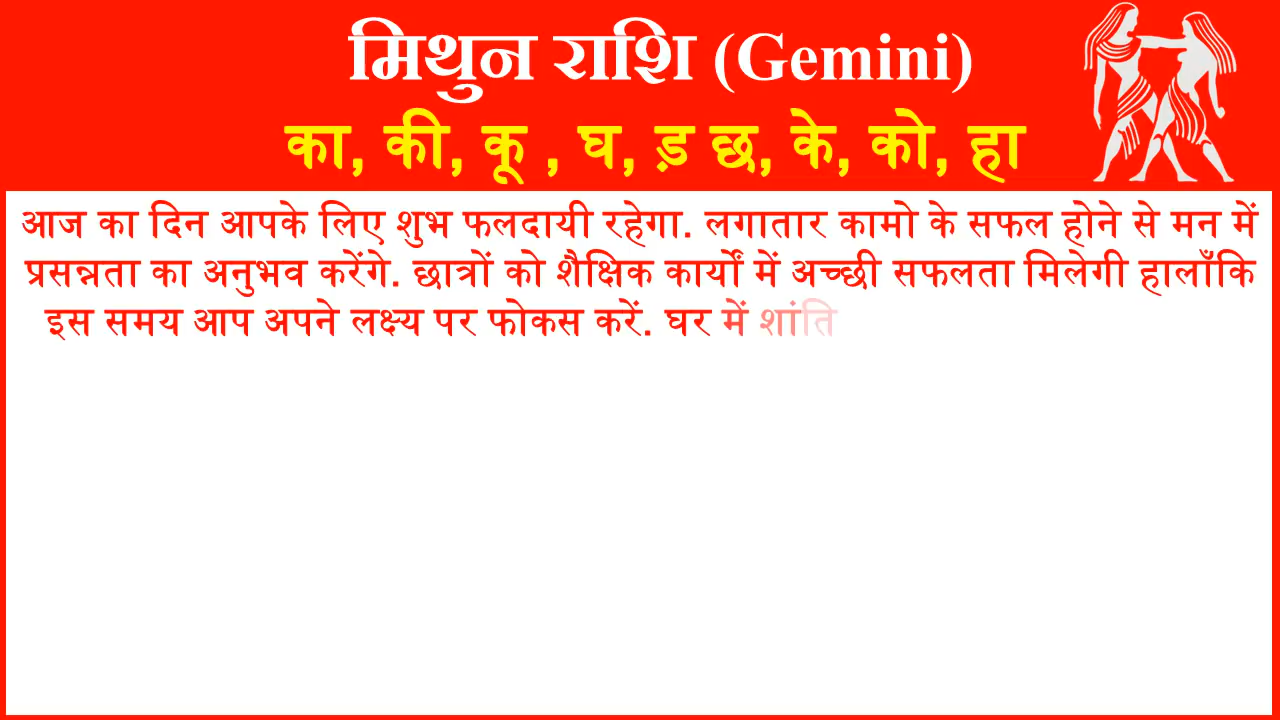 मिथुन राशि (Gemini)
का, की, कू , घ, ड़ छ, के, को, हा
आज का दिन आपके लिए शुभ फलदायी रहेगा. लगातार कामो के सफल होने से मन में
प्रसन्नता का अनुभव करेंगे. छात्रों को शैक्षिक कार्यों में अच्छी सफलता मिलेगी हालाँकि
इस समय आप अपने लक्ष्य पर फोकस करें. घर में शांति